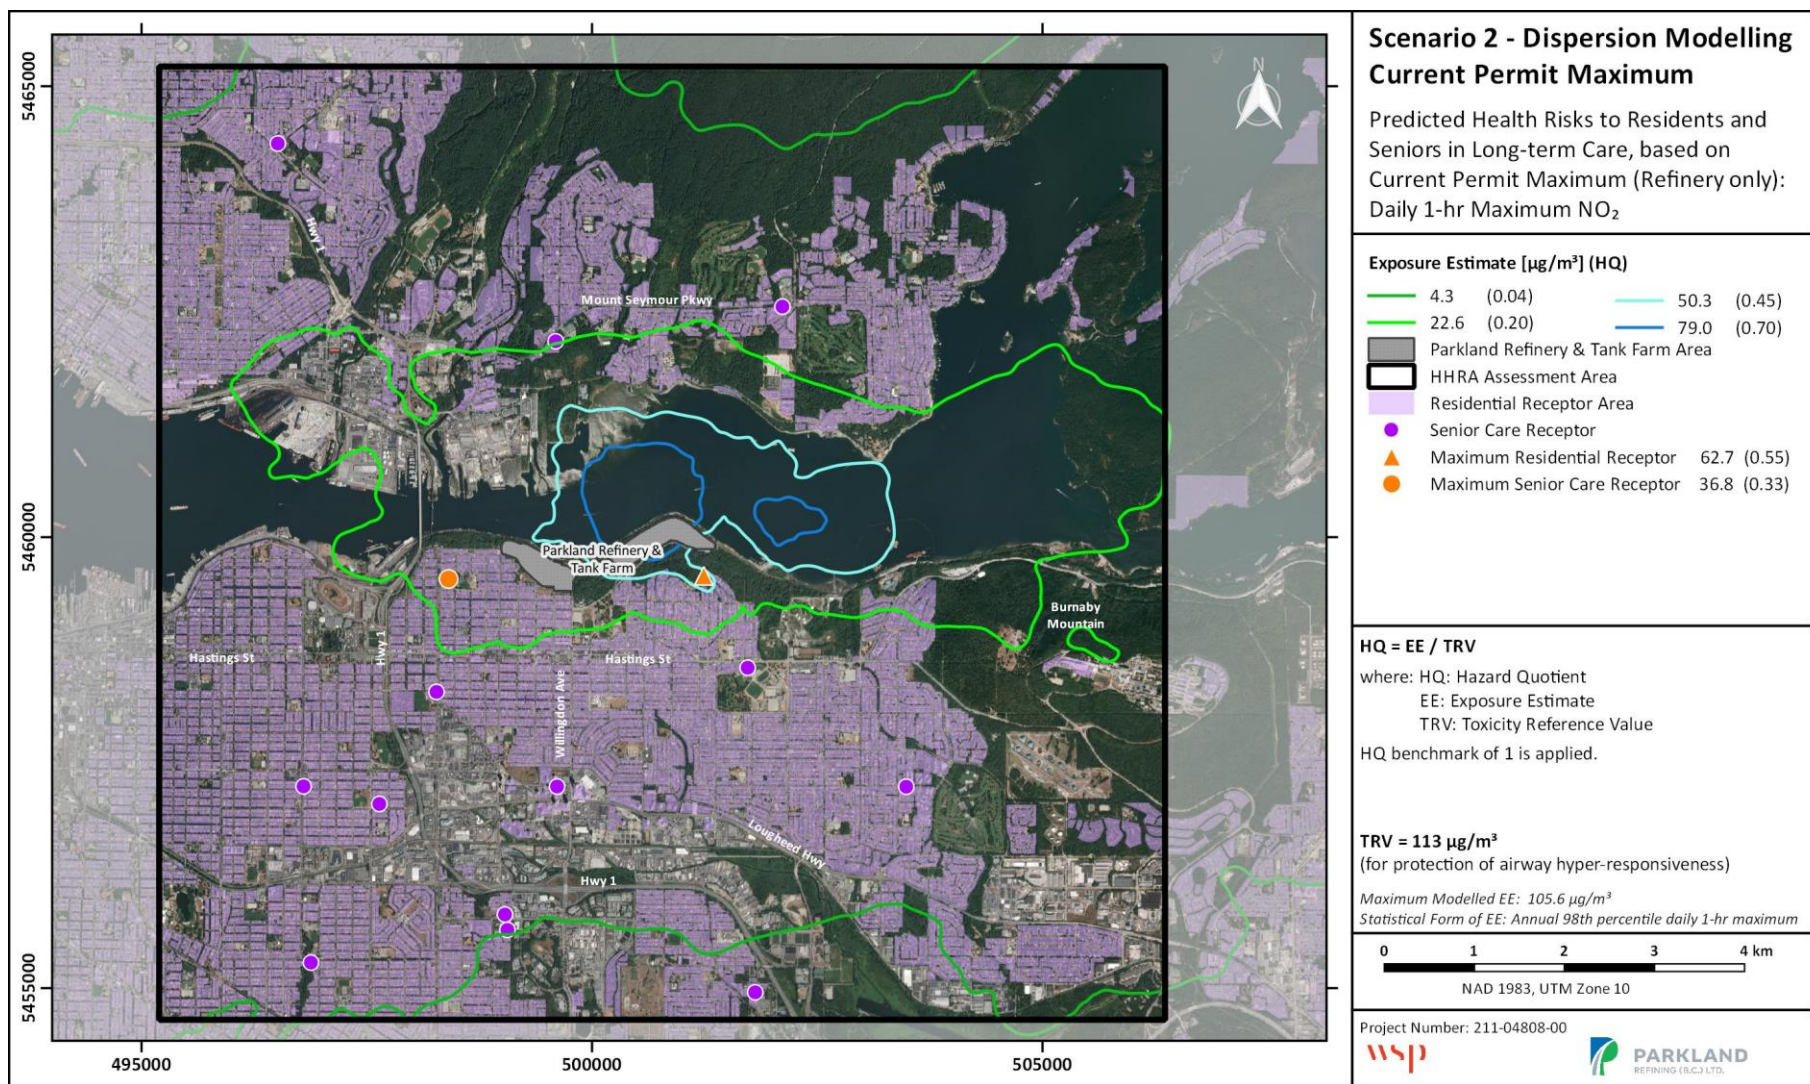 Scenario 2 - Dispersion Modelling
Current Permit Maximum
Predicted Health Risks to Residents and
Seniors in Long-term Care, based on
Current Permit Maximum (Refinery only):
Daily 1-hr Maximum NO₂
Exposure Estimate [µg/m³] (HQ)
4.3 (0.04)
50.3 (0.45)
22.6 (0.20)
79.0 (0.70)
Parkland Refinery & Tank Farm Area
HHRA Assessment Area
Residential Receptor Area
Senior Care Receptor
Maximum Residential Receptor 62.7 (0.55)
Maximum Senior Care Receptor 36.8 (0.33)
HQ = EE / TRV
where: HQ: Hazard Quotient
EE: Exposure Estimate
TRV: Toxicity Reference Value
HQ benchmark of 1 is applied.
TRV = 113 µg/m³
(for protection of airway hyper-responsiveness)
Maximum Modelled EE: 105.6 µg/m³
Statistical Form of EE: Annual 98th percentile daily 1-hr maximum
0 1 2 3 4 km
NAD 1983, UTM Zone 10
Project Number: 211-04808-00
wsp
PARKLAND
REFINING (B.C.) LTD.
N
5465000
5460000
5455000
495000
500000
505000
Hwy 1
Mount Seymour Pkwy
Parkland Refinery &
Tank Farm
Burnaby
Mountain
Hastings St
Hwy 1
Hastings St
Willingdon Ave
Lougheed Hwy
Hwy 1